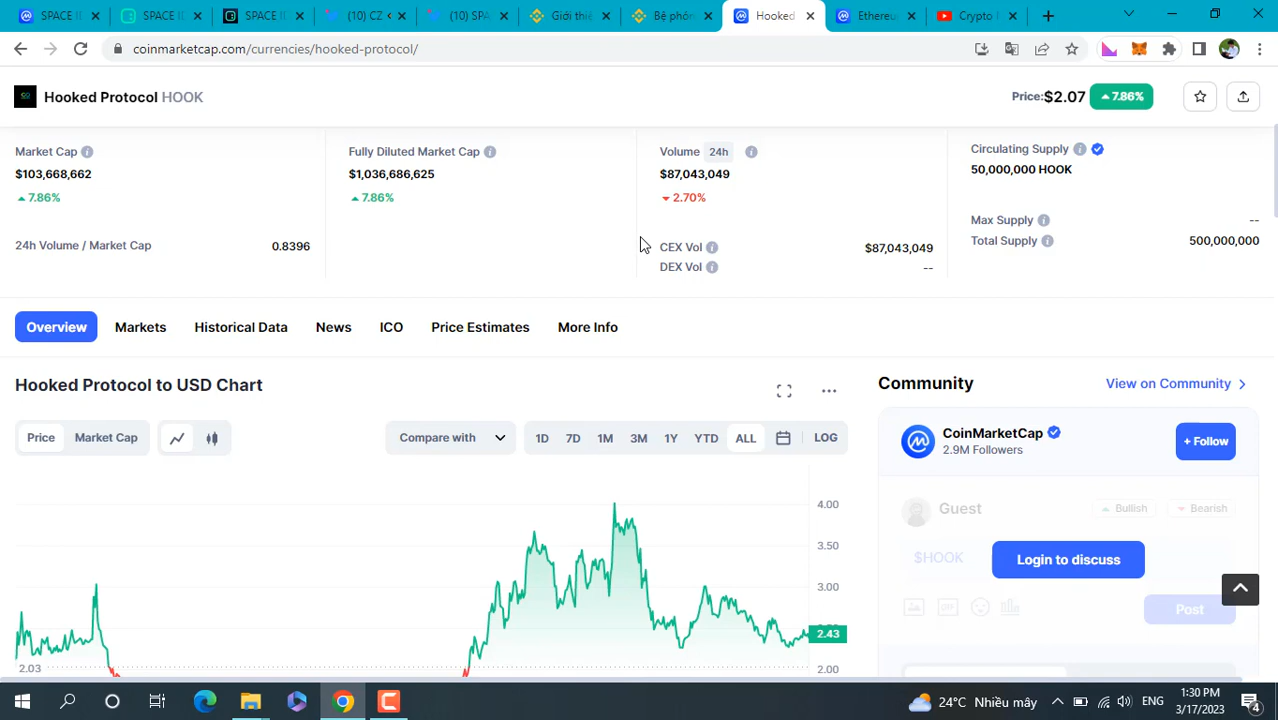 SPACE I
SPACE I
SPACE I
(10) CZ
(10) SPA
Giới thiệ
Bệ phón
Hooked
Ethereu
Crypto
coinmarketcap.com/currencies/hooked-protocol/
Hooked Protocol HOOK
Price:$2.07 7.86%
Market Cap
$103,668,662
7.86%
24h Volume / Market Cap 0.8396
Fully Diluted Market Cap
$1,036,686,625
7.86%
Volume 24h
$87,043,049
2.70%
CEX Vol $87,043,049
DEX Vol --
Circulating Supply
50,000,000 HOOK
Max Supply --
Total Supply 500,000,000
Overview Markets Historical Data News ICO Price Estimates More Info
Hooked Protocol to USD Chart
Price Market Cap Compare with 1D 7D 1M 3M 1Y YTD ALL LOG
4.00
3.50
3.00
2.43
2.03
2.00
Community View on Community
CoinMarketCap
2.9M Followers
+ Follow
Guest Bullish Bearish
$HOOK
Login to discuss
GIF
Post
24°C Nhiều mây ENG
1:30 PM
3/17/2023
4